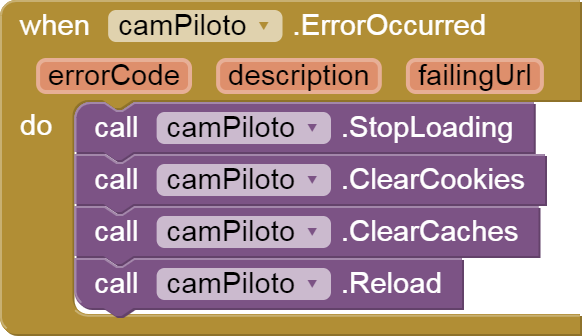 when camPiloto .ErrorOccurred
errorCode description failingUrl
do call camPiloto .StopLoading
call camPiloto .ClearCookies
call camPiloto .ClearCaches
call camPiloto .Reload